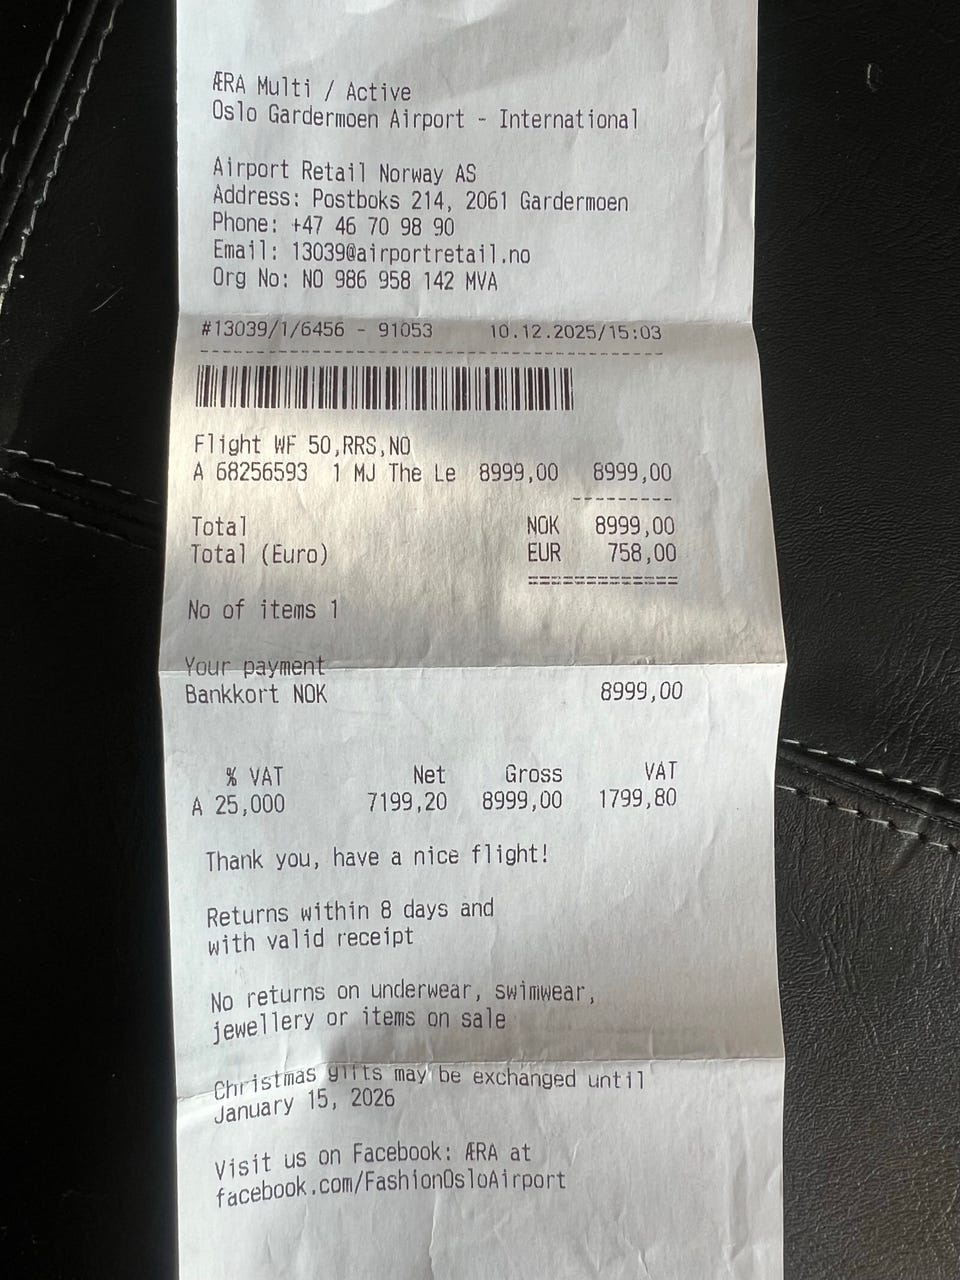 ÆRA Multi / Active
Oslo Gardermoen Airport - International
Airport Retail Norway AS
Address: Postboks 214, 2061 Gardermoen
Phone: +47 46 70 98 90
Email: 13039@airportretail.no
Org No: NO 986 958 142 MVA
#13039/1/6456 - 91053 10.12.2025/15:03
Flight WF 50,RRS,NO
A 68256593 1 MJ The Le 8999,00 8999,00
Total NOK 8999,00
Total (Euro) EUR 758,00
No of items 1
Your payment
Bankkort NOK 8999,00
% VAT Net Gross VAT
A 25,000 7199,20 8999,00 1799,80
Thank you, have a nice flight!
Returns within 8 days and
with valid receipt
No returns on underwear, swimwear,
jewellery or items on sale
Christmas gifts may be exchanged until
January 15, 2026
Visit us on Facebook: ÆRA at
facebook.com/FashionOsloAirport